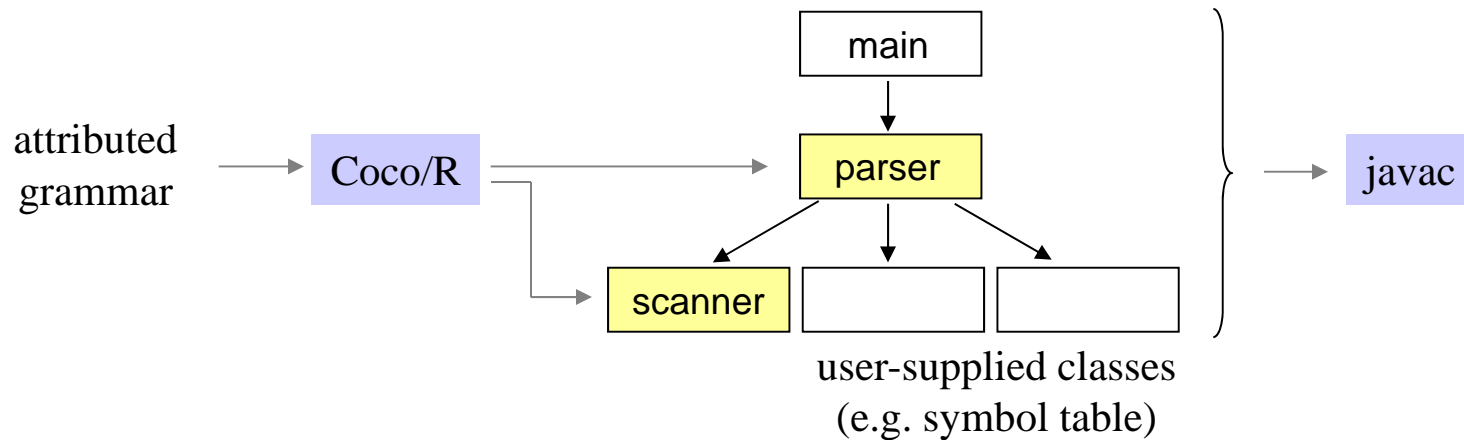 main
attributed
grammar
Coco/R
parser
javac
scanner
user-supplied classes
(e.g. symbol table)